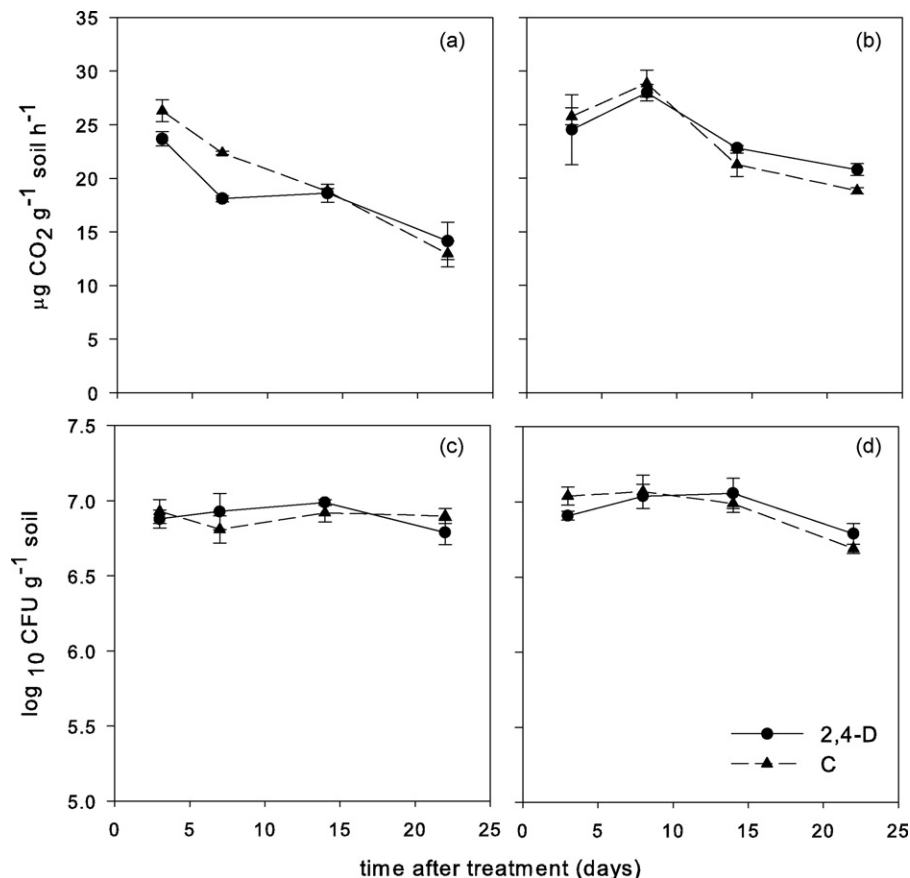 35
30
25
20
15
10
5
0
(a)
(b)
µg CO2 g-1 soil h-1
7.5
7.0
6.5
6.0
5.5
5.0
(c)
(d)
log 10 CFU g-1 soil
2,4-D
C
0 5 10 15 20 25 0 5 10 15 20 25
time after treatment (days)